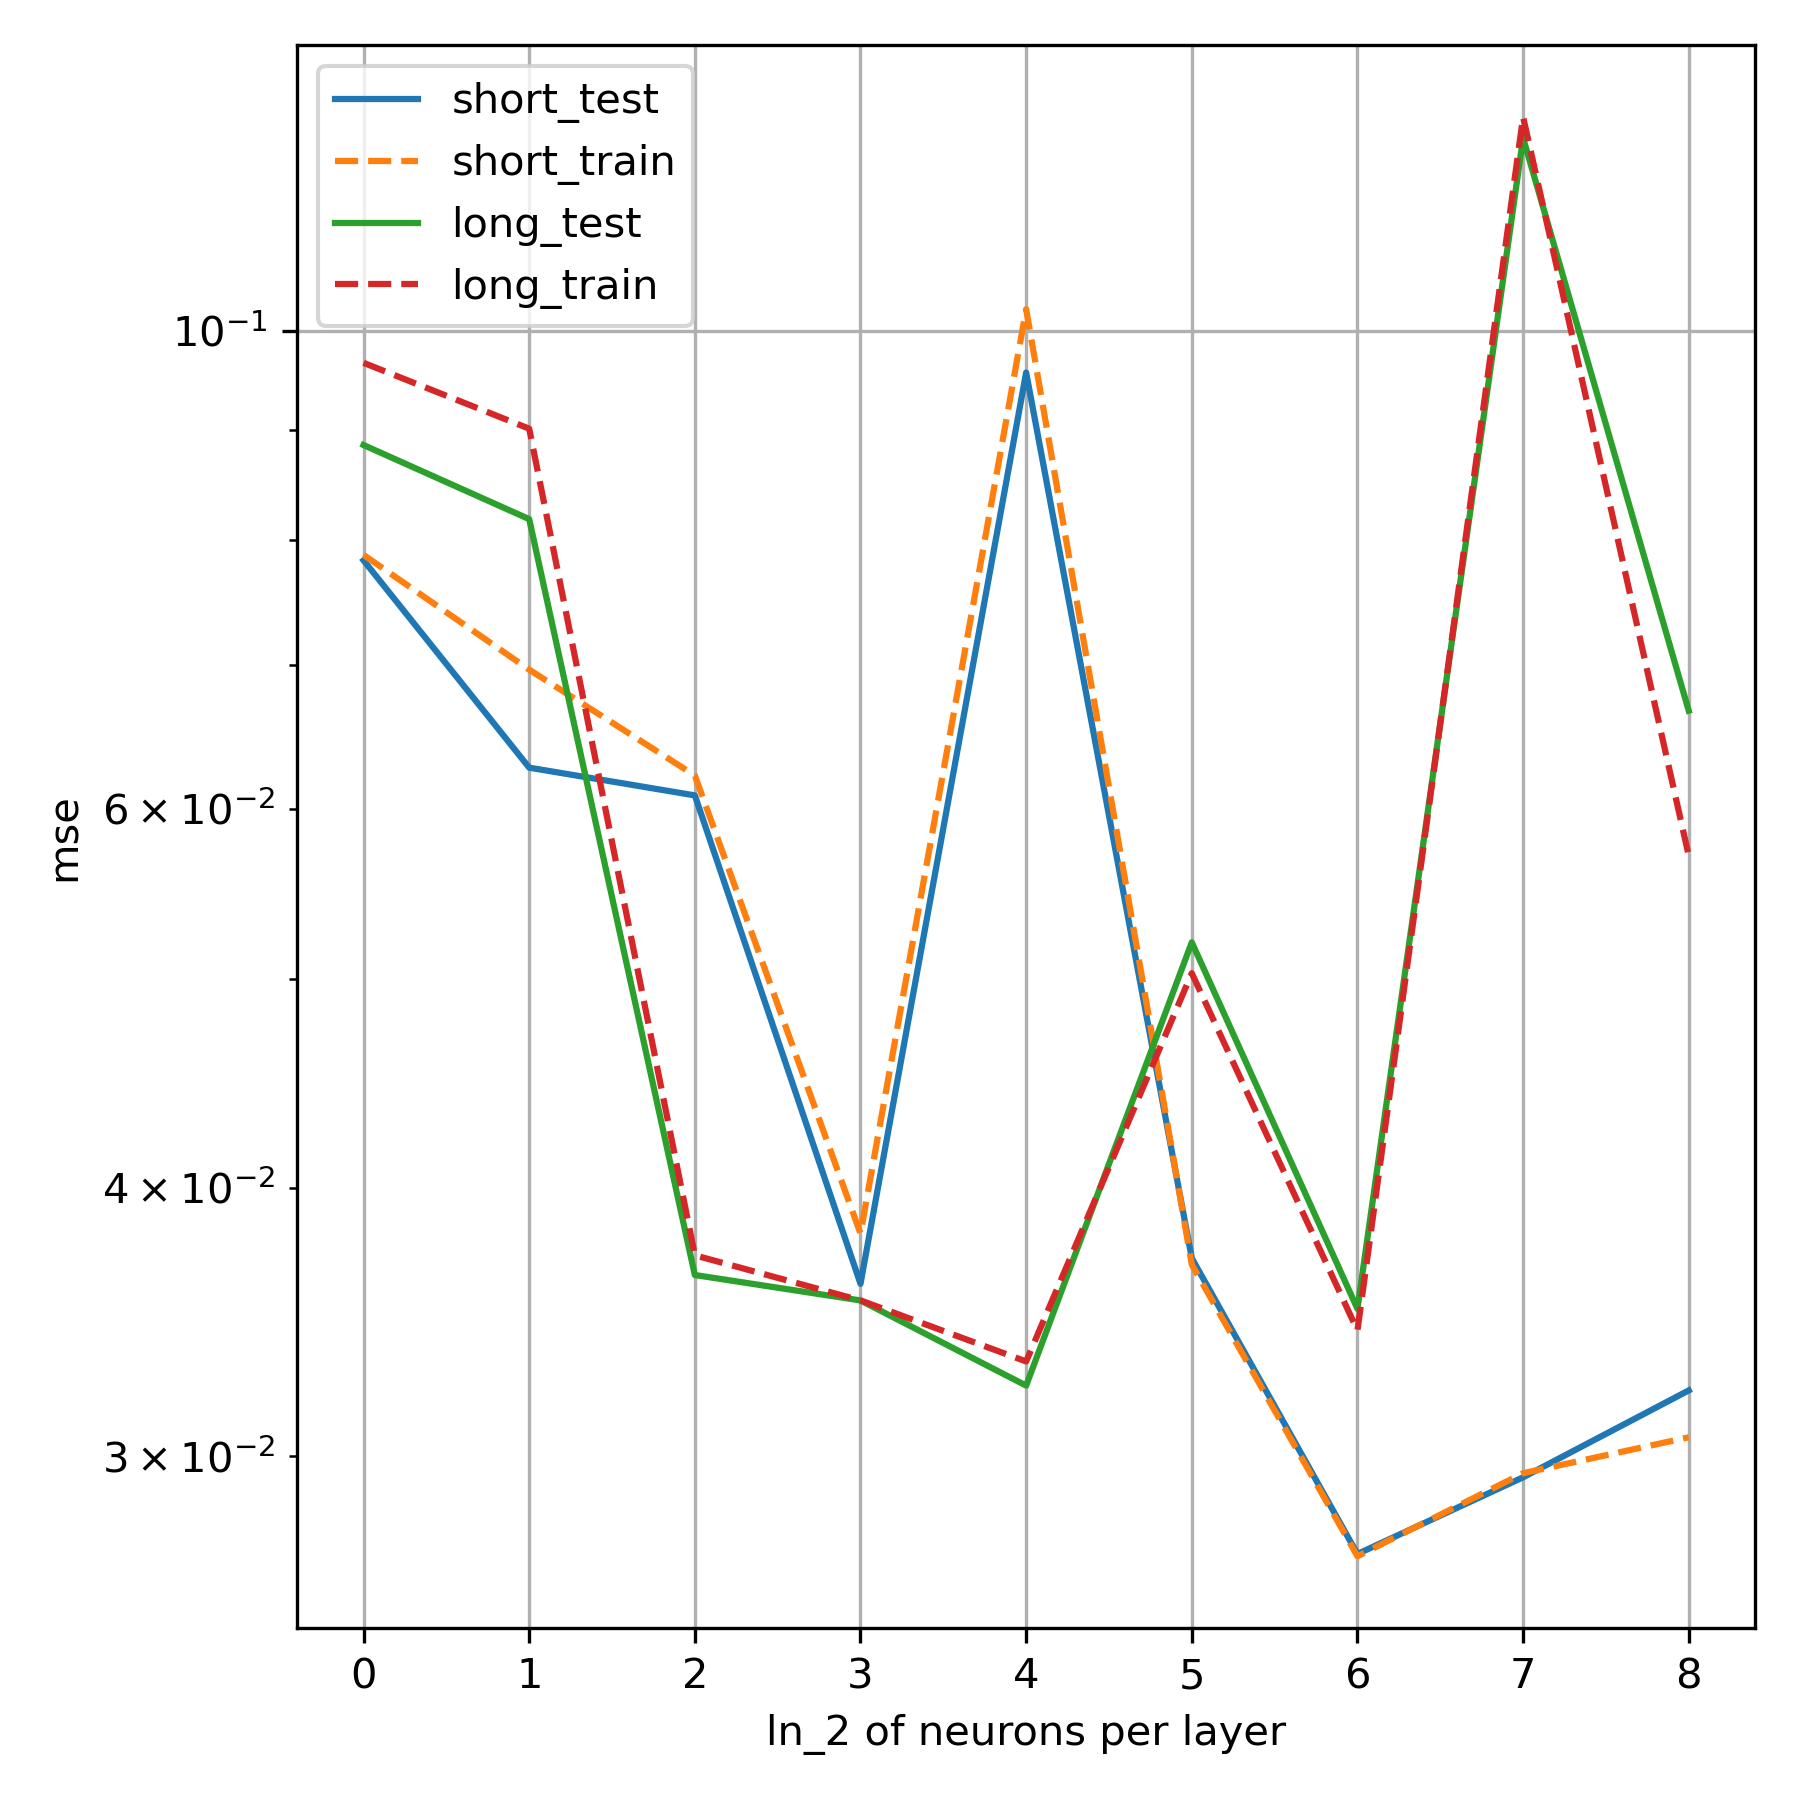 short_test
short_train
long_test
long_train
10⁻¹
6 × 10⁻²
4 × 10⁻²
3 × 10⁻²
mse
0 1 2 3 4 5 6 7 8
ln_2 of neurons per layer